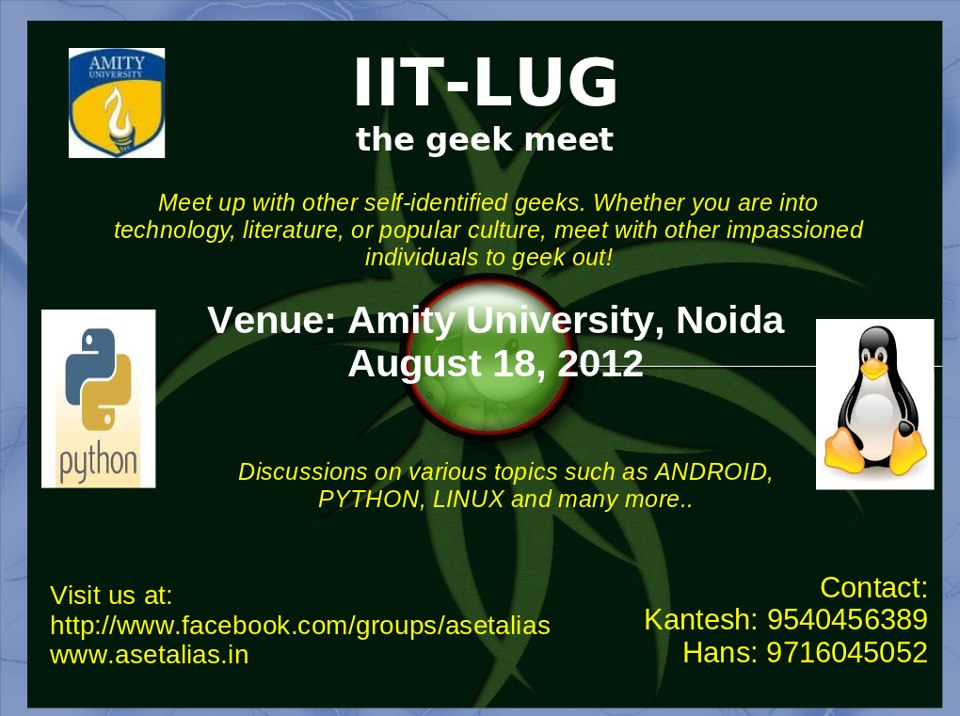 AMITY
UNIVERSITY
IIT-LUG
the geek meet
Meet up with other self-identified geeks. Whether you are into
technology, literature, or popular culture, meet with other impassioned
individuals to geek out!
Venue: Amity University, Noida
August 18, 2012
python
Discussions on various topics such as ANDROID,
PYTHON, LINUX and many more..
Visit us at:
http://www.facebook.com/groups/asetalias
www.asetalias.in
Contact:
Kantesh: 9540456389
Hans: 9716045052